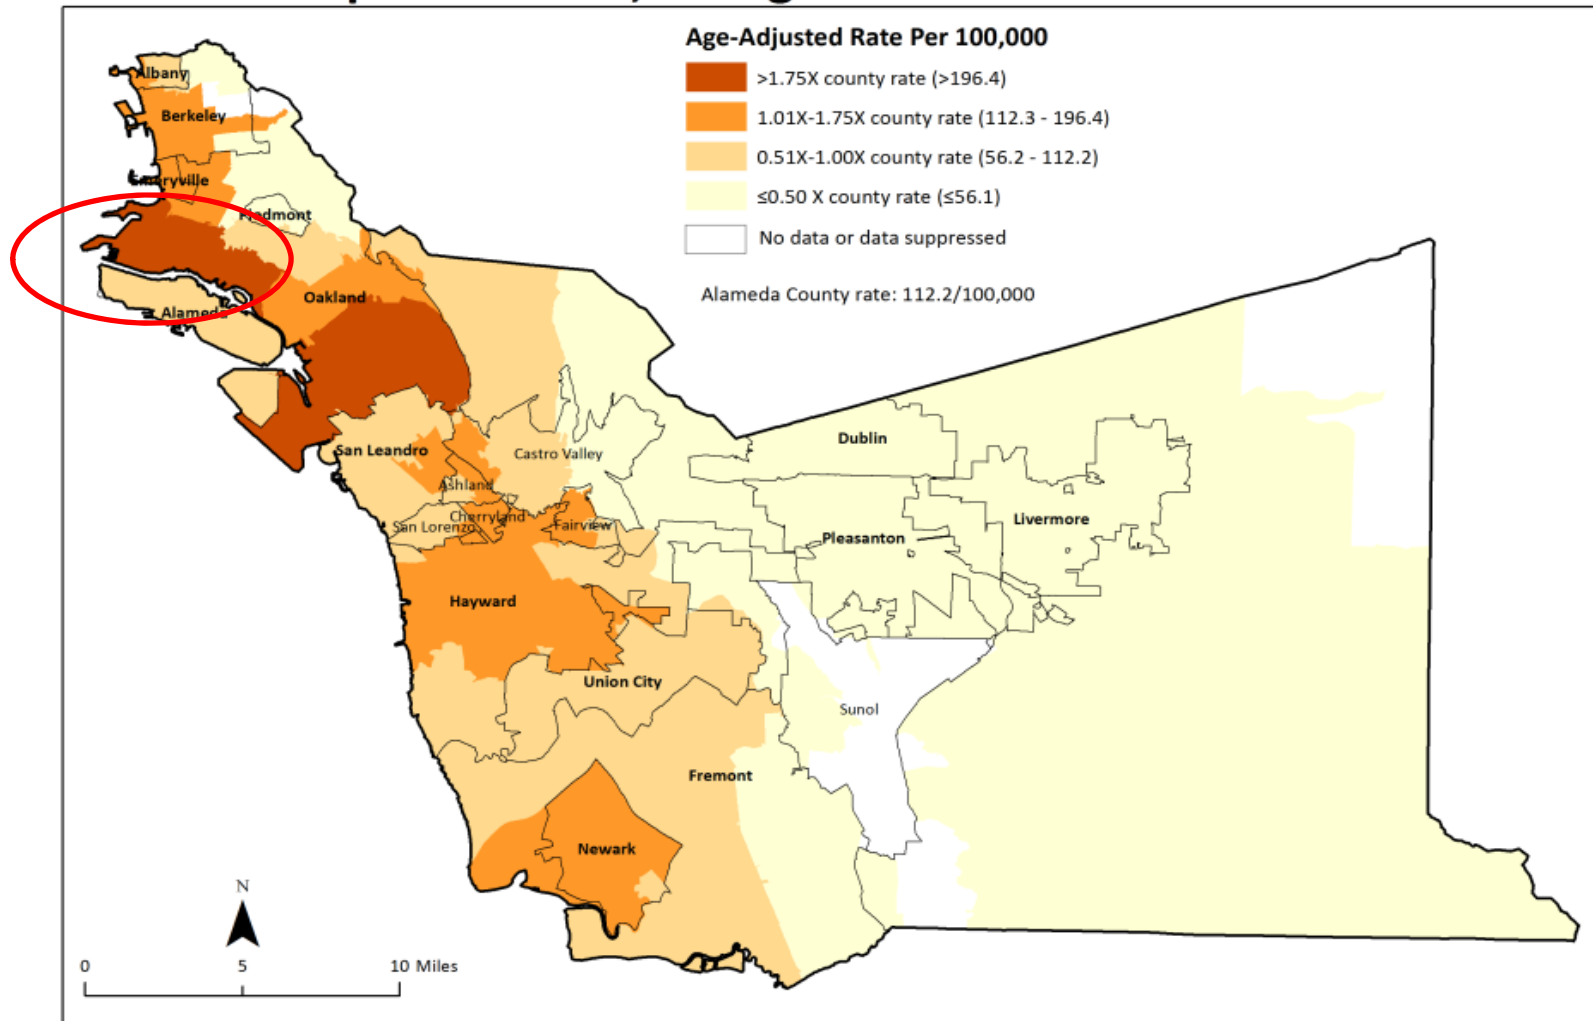 Age-Adjusted Rate Per 100,000
>1.75X county rate (>196.4)
1.01X-1.75X county rate (112.3 - 196.4)
0.51X-1.00X county rate (56.2 - 112.2)
≤0.50 X county rate (≤56.1)
No data or data suppressed
Alameda County rate: 112.2/100,000
Albany
Berkeley
Emeryville
Piedmont
Oakland
Alameda
San Leandro
Castro Valley
Ashland
Cherryland
San Lorenzo
Fairview
Dublin
Livermore
Pleasanton
Hayward
Union City
Sunol
Fremont
Newark
N
0 5 10 Miles